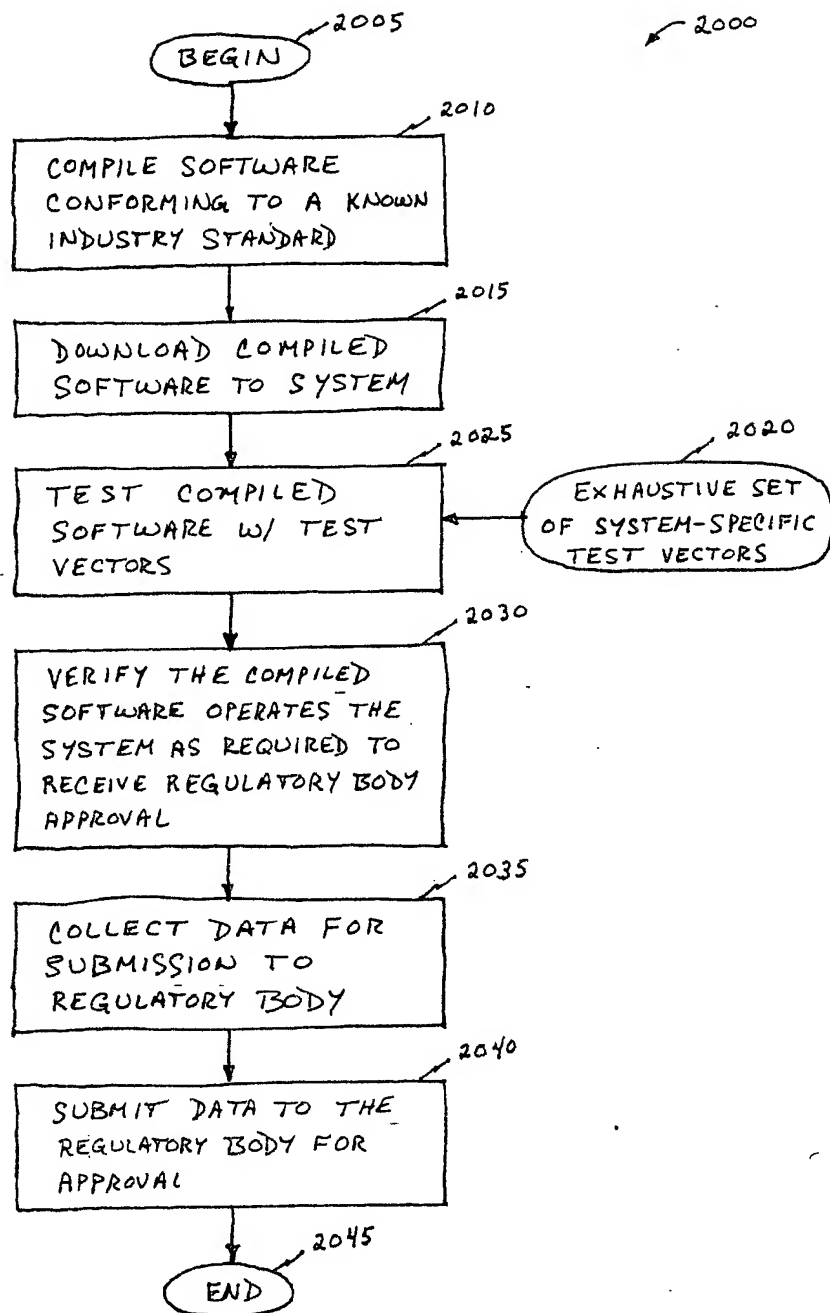 2005
2000
BEGIN
2010
COMPILE SOFTWARE
CONFORMING TO A KNOWN
INDUSTRY STANDARD
2015
DOWNLOAD COMPILED
SOFTWARE TO SYSTEM
2025
2020
TEST COMPILED
SOFTWARE W/ TEST
VECTORS
EXHAUSTIVE SET
OF SYSTEM-SPECIFIC
TEST VECTORS
2030
VERIFY THE COMPILED
SOFTWARE OPERATES THE
SYSTEM AS REQUIRED TO
RECEIVE REGULATORY BODY
APPROVAL
2035
COLLECT DATA FOR
SUBMISSION TO
REGULATORY BODY
2040
SUBMIT DATA TO THE
REGULATORY BODY FOR
APPROVAL
2045
END